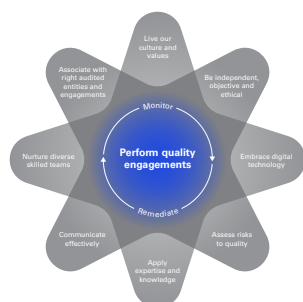 Live our
culture and
values
Be independent,
objective and
ethical
Embrace digital
technology
Assess risks
to quality
Apply
expertise and
knowledge
Communicate
effectively
Nurture diverse
skilled teams
Associate with
right audited
entities and
engagements
Monitor
Perform quality
engagements
Remediate